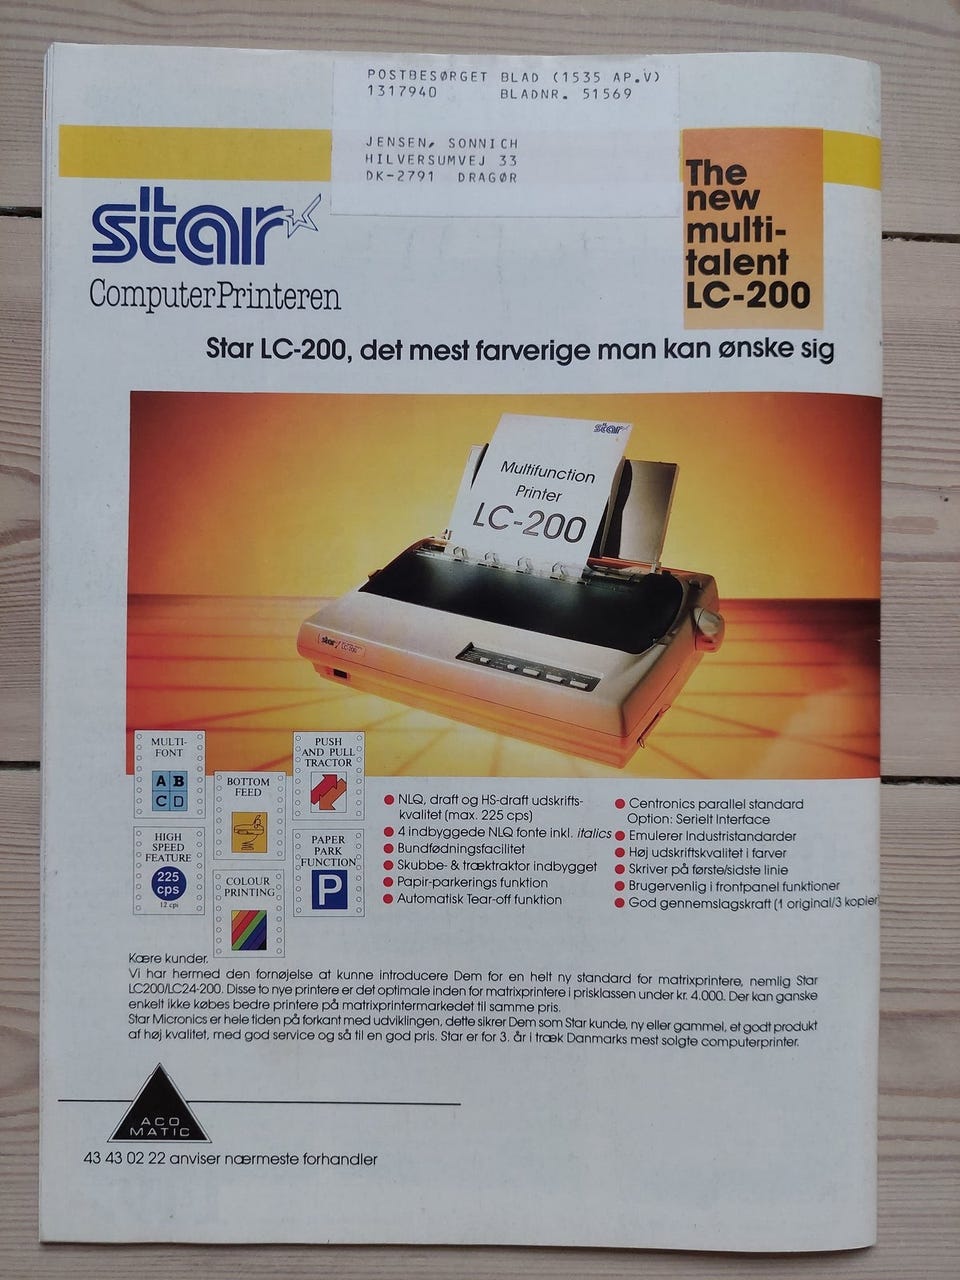 POSTBESØRGET BLAD (1535 AP.V)
1317940 BLADNR. 51569
JENSEN, SONNICH
HILVERSUMVEJ 33
DK-2791 DRAGØR
star
ComputerPrinteren
The
new
multi-
talent
LC-200
Star LC-200, det mest farverige man kan ønske sig
star
Multifunction
Printer
LC-200
star LC-200
MULTI-
FONT
A B
C D
BOTTOM
FEED
PUSH
AND PULL
TRACTOR
HIGH
SPEED
FEATURE
225
cps
12 cpi
COLOUR
PRINTING
PAPER
PARK
FUNCTION
P
NLQ, draft og HS-draft udskrifts-
kvalitet (max. 225 cps)
4 indbyggede NLQ fonte inkl. italics
Bundfødningsfacilitet
Skubbe- & træktraktor indbygget
Papir-parkerings funktion
Automatisk Tear-off funktion
Centronics parallel standard
Option: Serielt Interface
Emulerer Industristandarder
Høj udskriftskvalitet i farver
Skriver på første/sidste linie
Brugervenlig i frontpanel funktioner
God gennemslagskraft (1 original/3 kopier
Kære kunder.
Vi har hermed den fornøjelse at kunne introducere Dem for en helt ny standard for matrixprintere, nemlig Star
LC200/LC24-200. Disse to nye printere er det optimale inden for matrixprintere i prisklassen under kr. 4.000. Der kan ganske
enkelt ikke købes bedre printere på matrixprintermarkedet til samme pris.
Star Micronics er hele tiden på forkant med udviklingen, dette sikrer Dem som Star kunde, ny eller gammel, et godt produkt
af høj kvalitet, med god service og så til en god pris. Star er for 3. år i træk Danmarks mest solgte computerprinter.
ACO
MATIC
43 43 02 22 anviser nærmeste forhandler